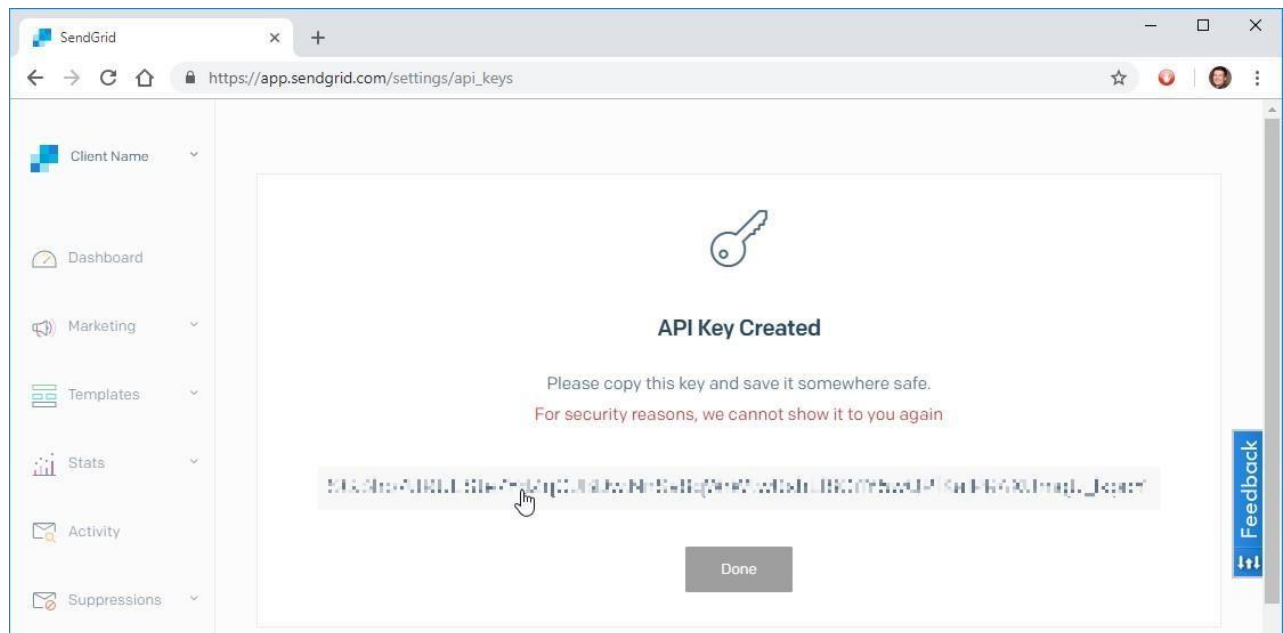 SendGrid
https://app.sendgrid.com/settings/api_keys
Client Name
Dashboard
Marketing
Templates
Stats
Activity
Suppressions
API Key Created
Please copy this key and save it somewhere safe.
For security reasons, we cannot show it to you again
Done
Feedback